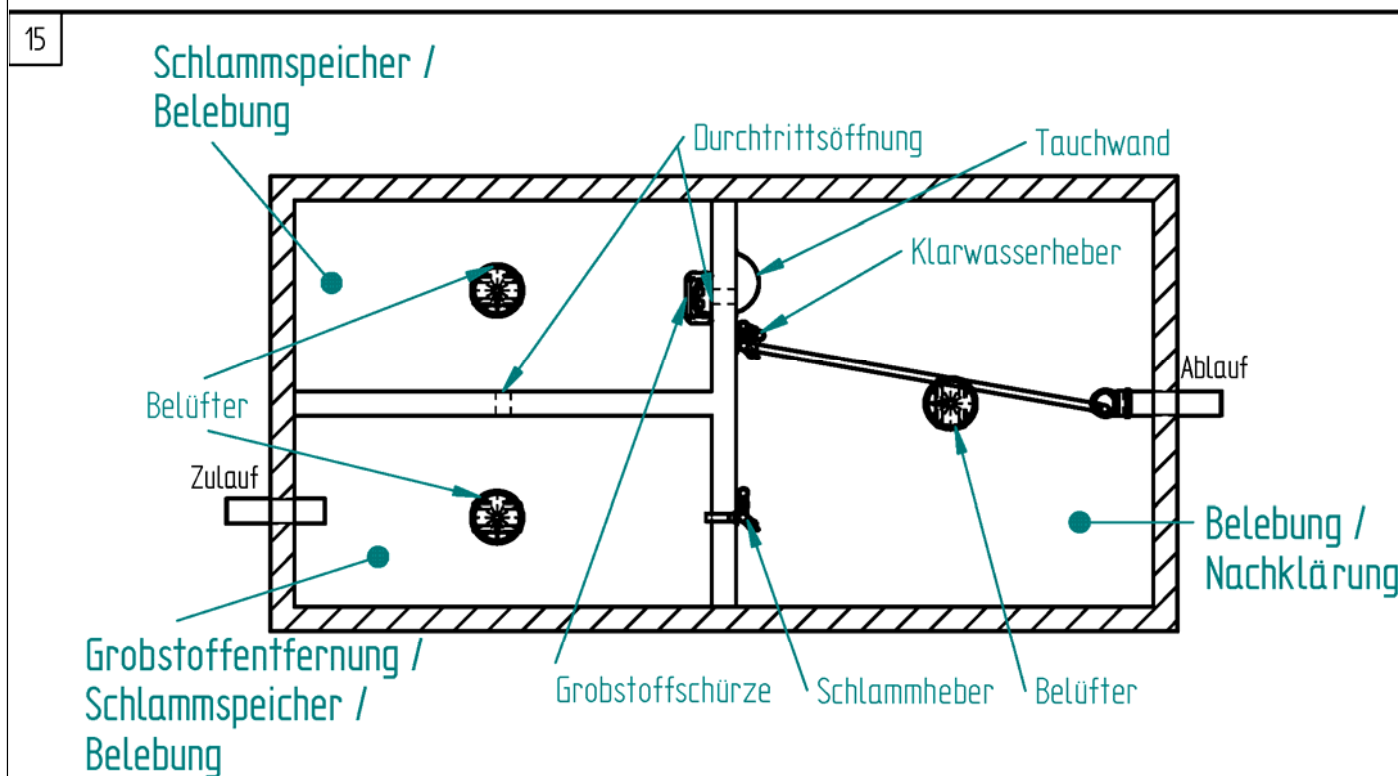 15
Schlammspeicher /
Belebung
Durchtrittsöffnung
Tauchwand
Klarwasserheber
Ablauf
Belüfter
Zulauf
Belebung /
Nachklärung
Grobstoffentfernung /
Schlammspeicher /
Belebung
Grobstoffschürze
Schlammheber
Belüfter